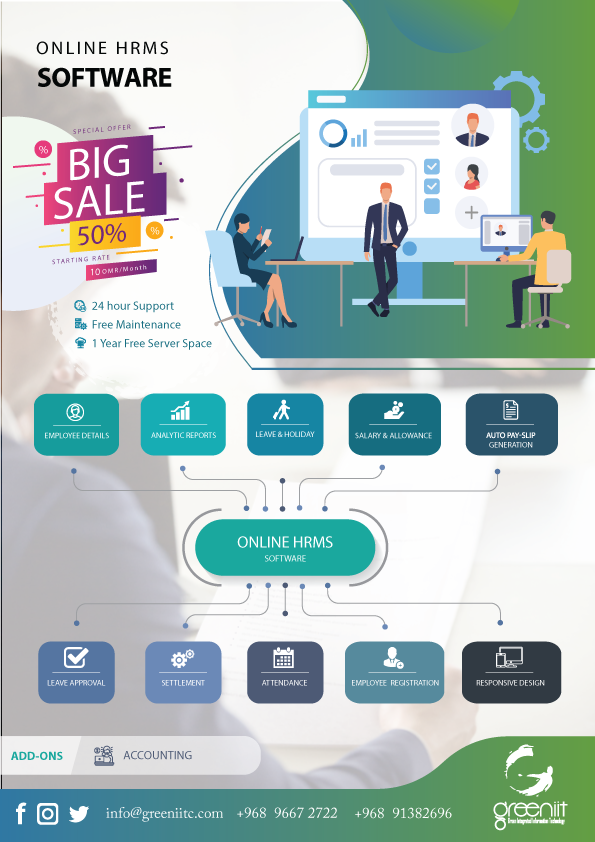 ONLINE HRMS
SOFTWARE
SPECIAL OFFER
%
BIG
SALE
50%
%
STARTING RATE
10 OMR/Month
24 hour Support
Free Maintenance
1 Year Free Server Space
EMPLOYEE DETAILS
ANALYTIC REPORTS
LEAVE & HOLIDAY
SALARY & ALLOWANCE
AUTO PAY-SLIP
GENERATION
ONLINE HRMS
SOFTWARE
LEAVE APPROVAL
SETTLEMENT
ATTENDANCE
EMPLOYEE REGISTRATION
RESPONSIVE DESIGN
ADD-ONS
ACCOUNTING
info@greeniitc.com +968 9667 2722 +968 91382696
greeniit
Green Integrated Information Technology